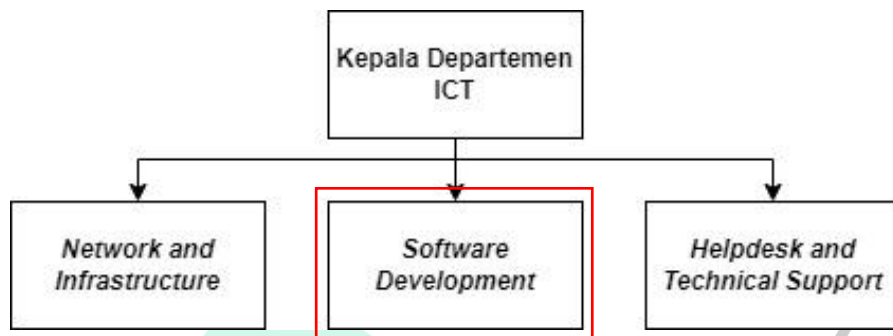 Kepala Departemen
ICT
Network and
Infrastructure
Software
Development
Helpdesk and
Technical Support